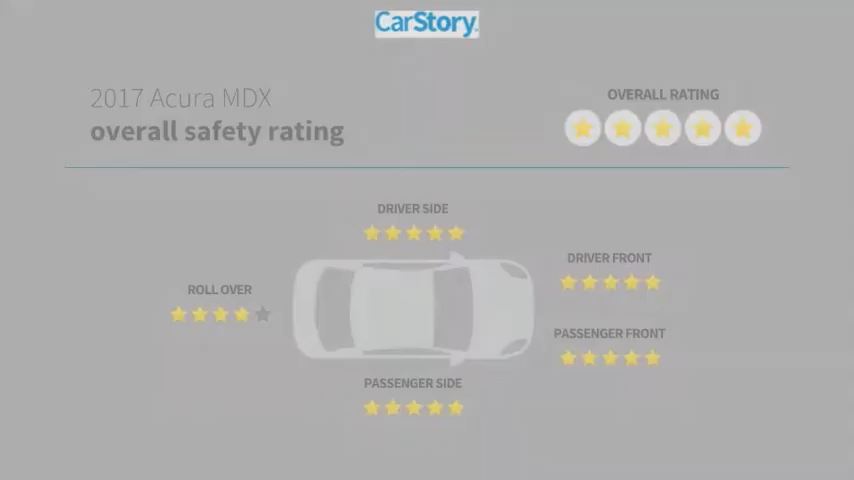 CarStory.
2017 Acura MDX
overall safety rating
OVERALL RATING
DRIVER SIDE
DRIVER FRONT
ROLL OVER
PASSENGER FRONT
PASSENGER SIDE